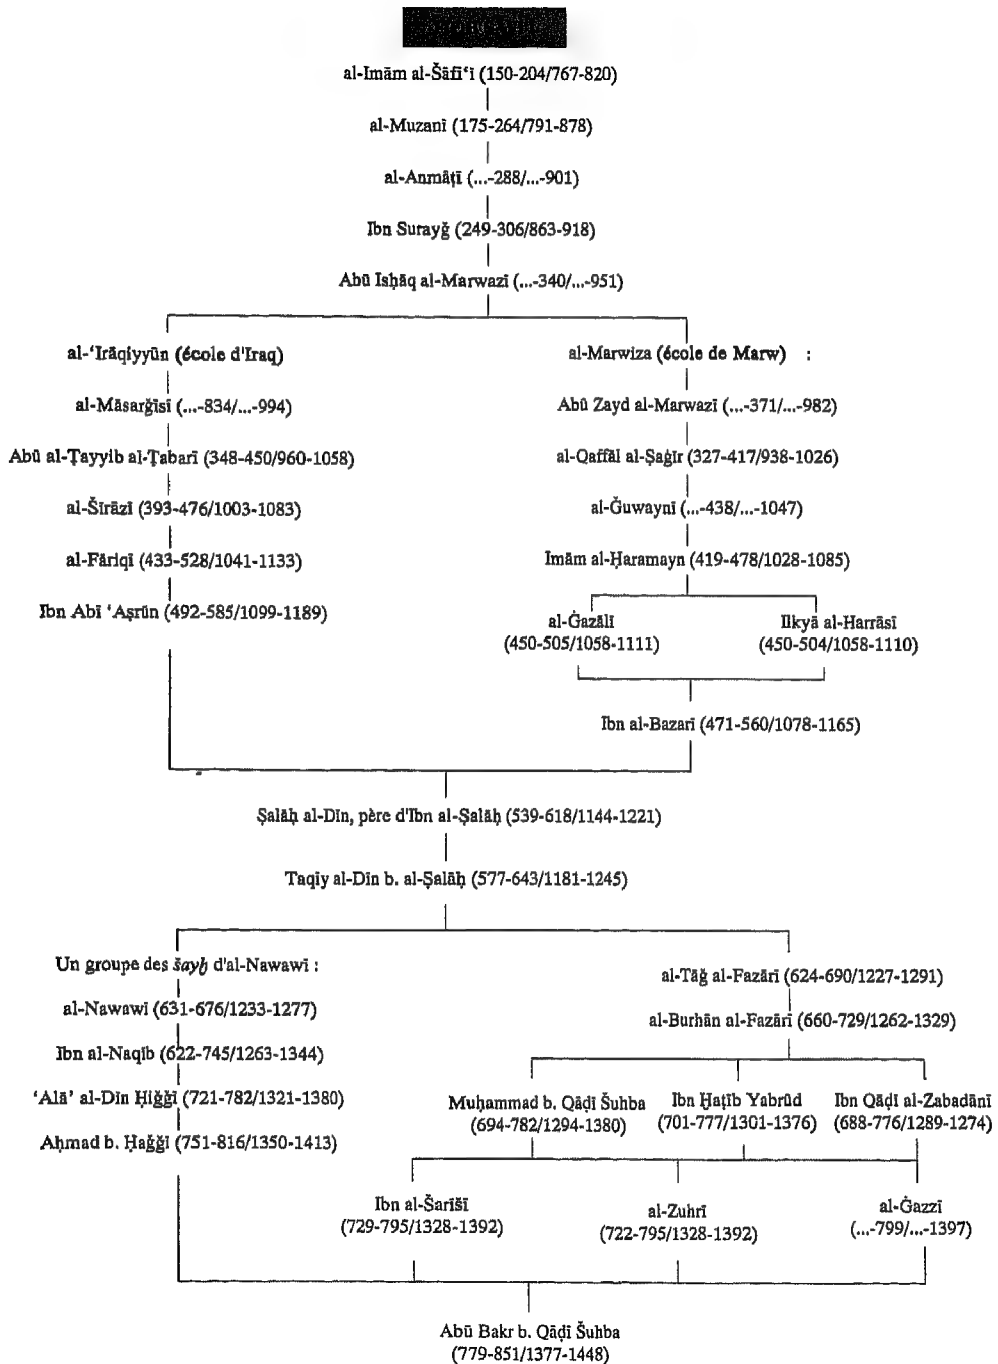 al-Imām al-Šāfi‘ī (150-204/767-820)
al-Muzanī (175-264/791-878)
al-Anmâṭī (...-288/...-901)
Ibn Surayğ (249-306/863-918)
Abū Isḥāq al-Marwazī (...-340/...-951)
al-‘Irāqiyyūn (école d'Iraq)
al-Māsarğīsī (...-834/...-994)
Abū al-Ṭayyib al-Ṭabarī (348-450/960-1058)
al-Šīrāzī (393-476/1003-1083)
al-Fāriqī (433-528/1041-1133)
Ibn Abī ‘Aṣrūn (492-585/1099-1189)
al-Marwiza (école de Marw) :
Abū Zayd al-Marwazī (...-371/...-982)
al-Qaffāl al-Ṣaġīr (327-417/938-1026)
al-Ğuwaynī (...-438/...-1047)
Imām al-Ḥaramayn (419-478/1028-1085)
al-Ġazālī
(450-505/1058-1111)
Ilkyā al-Harrāsī
(450-504/1058-1110)
Ibn al-Bazarī (471-560/1078-1165)
Ṣalāḥ al-Dīn, père d'Ibn al-Ṣalāḥ (539-618/1144-1221)
Taqiy al-Dīn b. al-Ṣalāḥ (577-643/1181-1245)
Un groupe des šayḫ d'al-Nawawī :
al-Nawawī (631-676/1233-1277)
Ibn al-Naqīb (622-745/1263-1344)
‘Alā’ al-Dīn Ḥiğğī (721-782/1321-1380)
Aḥmad b. Ḥağğī (751-816/1350-1413)
al-Tāğ al-Fazārī (624-690/1227-1291)
al-Burhān al-Fazārī (660-729/1262-1329)
Muḥammad b. Qāḍī Šuhba
(694-782/1294-1380)
Ibn Ḫaṭīb Yabrūd
(701-777/1301-1376)
Ibn Qāḍī al-Zabadānī
(688-776/1289-1274)
Ibn al-Šarīšī
(729-795/1328-1392)
al-Zuhrī
(722-795/1328-1392)
al-Ġazzī
(...-799/...-1397)
Abū Bakr b. Qāḍī Šuhba
(779-851/1377-1448)